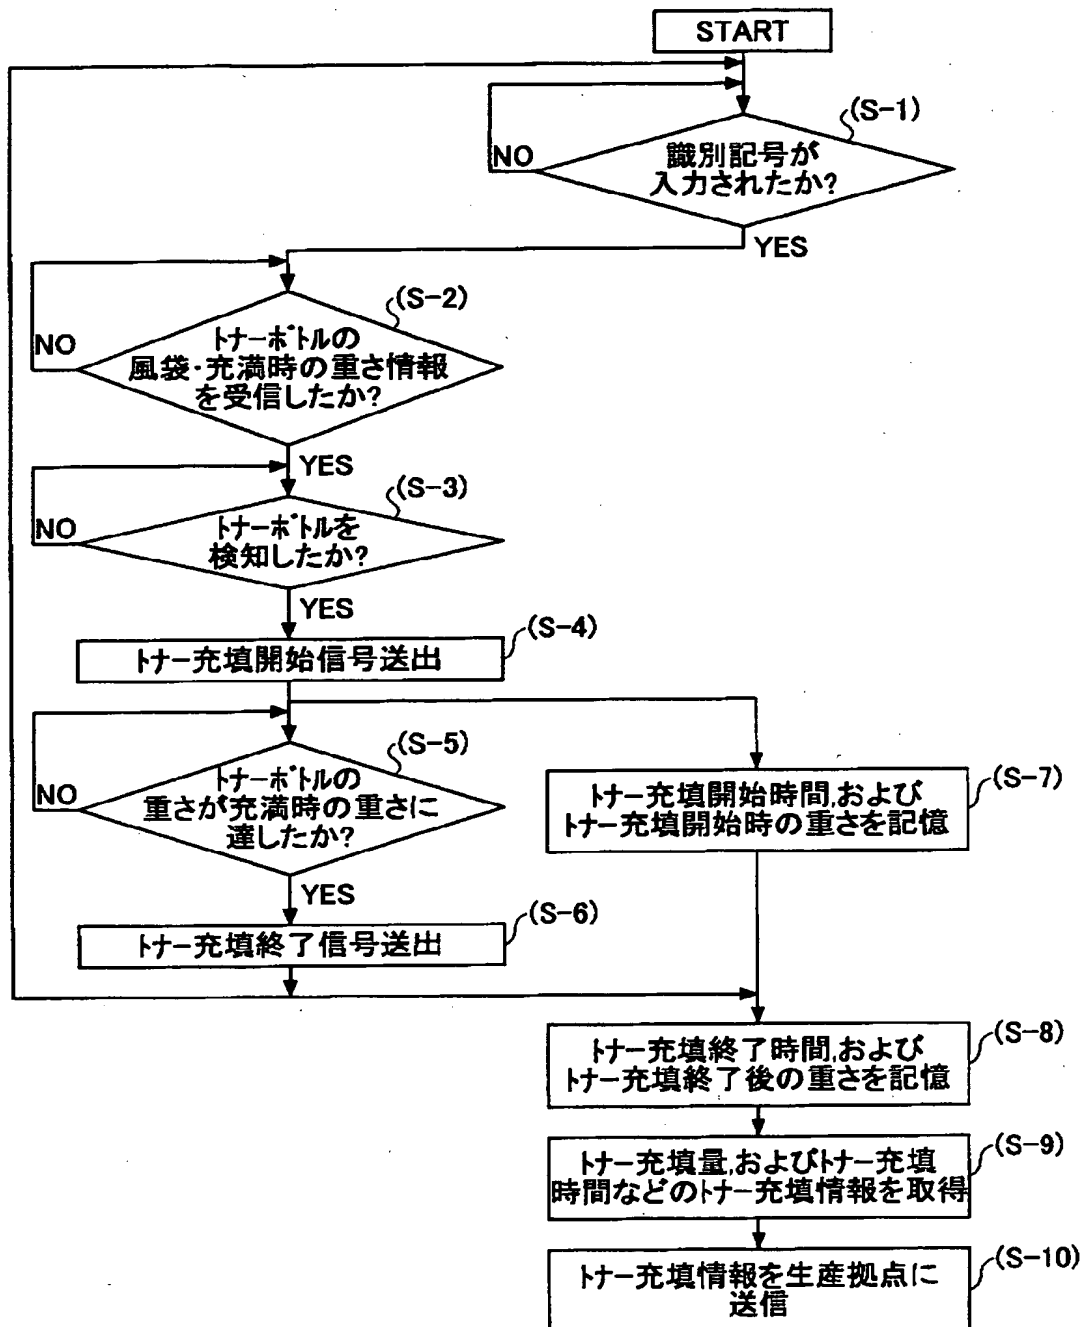 START
(S-1)
識別記号が
入力されたか?
NO
YES
(S-2)
トナーボトルの
風袋・充満時の重さ情報
を受信したか?
NO
YES
(S-3)
トナーボトルを
検知したか?
NO
YES
(S-4)
トナー充填開始信号送出
(S-5)
トナーボトルの
重さが充満時の重さに
達したか?
NO
YES
(S-6)
トナー充填終了信号送出
(S-7)
トナー充填開始時間,および
トナー充填開始時の重さを記憶
(S-8)
トナー充填終了時間,および
トナー充填終了後の重さを記憶
(S-9)
トナー充填量,およびトナー充填
時間などのトナー充填情報を取得
(S-10)
トナー充填情報を生産拠点に
送信